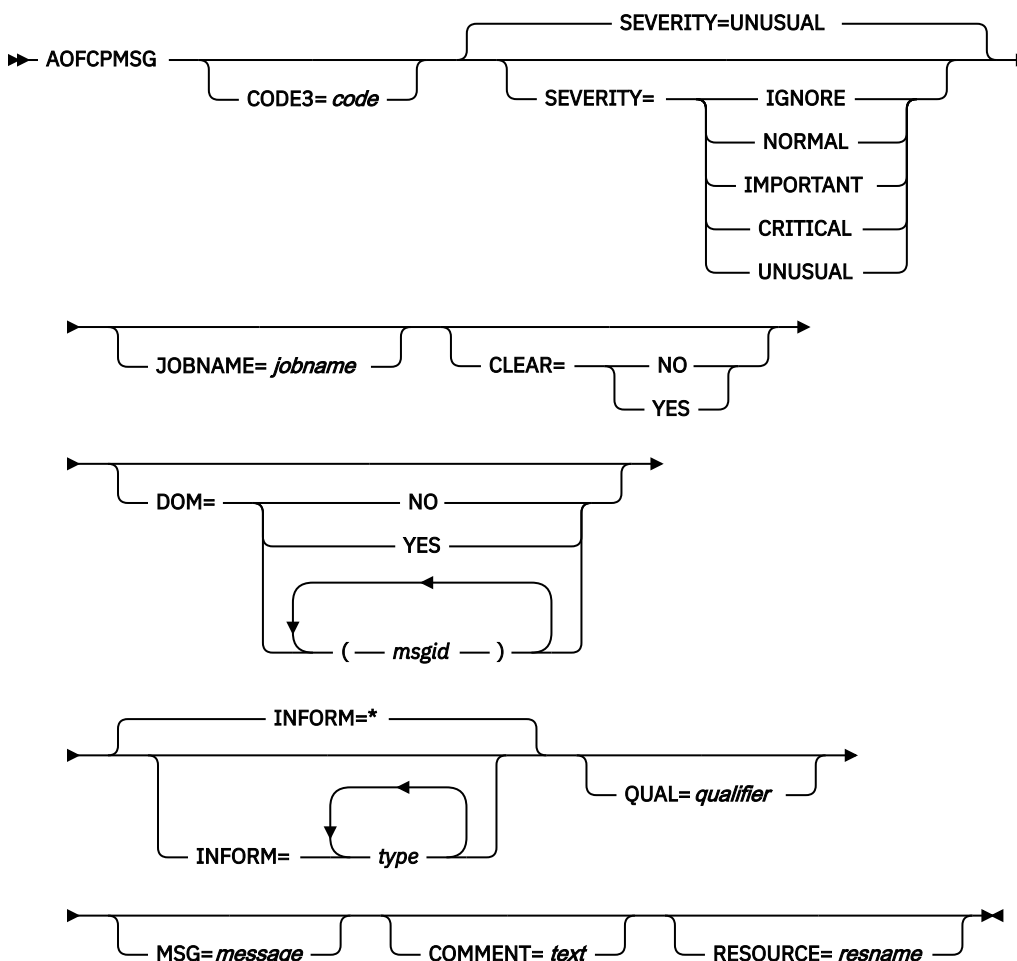 SEVERITY=UNUSUAL
AOFCPMSG
CODE3= code
SEVERITY= IGNORE
NORMAL
IMPORTANT
CRITICAL
UNUSUAL
JOBNAME= jobname
CLEAR= NO
YES
DOM= NO
YES
( msgid )
INFORM=*
INFORM= type
QUAL= qualifier
MSG= message
COMMENT= text
RESOURCE= resname